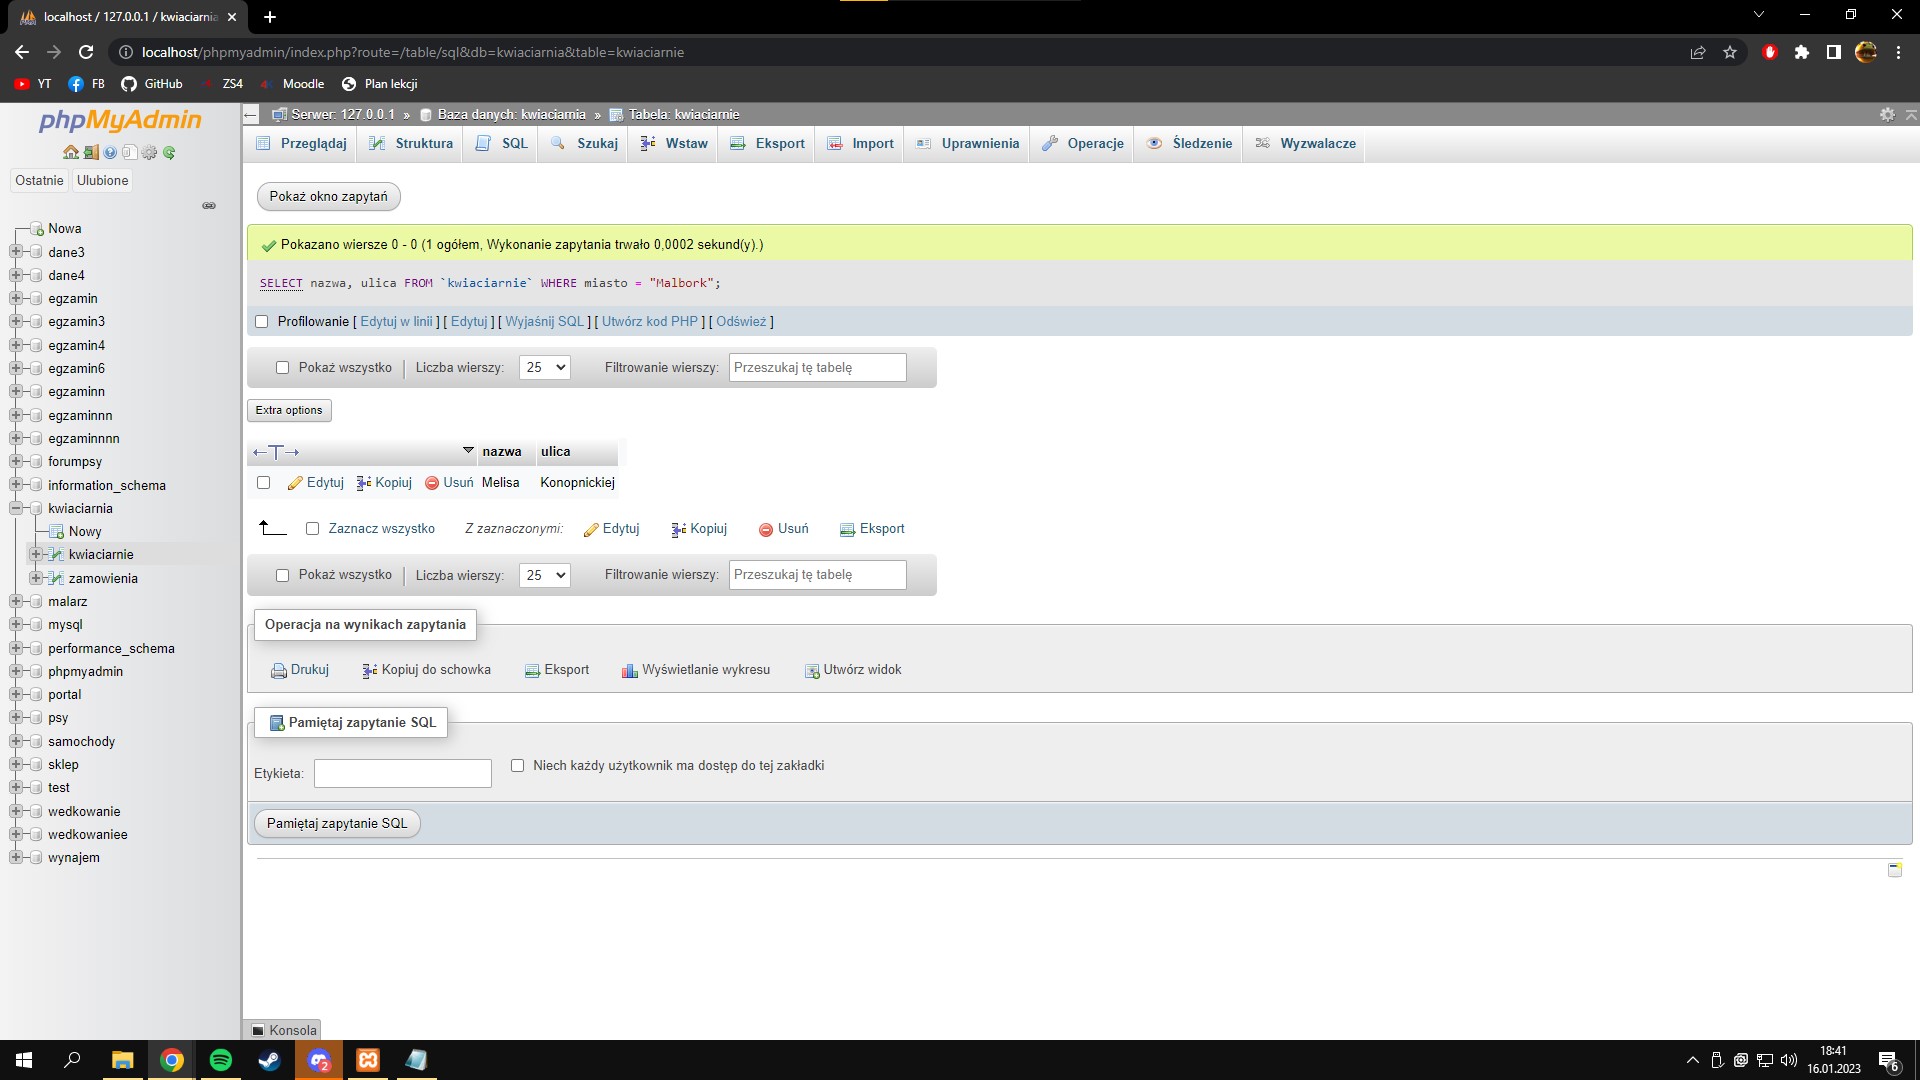 localhost / 127.0.0.1 / kwiaciarnia
localhost/phpmyadmin/index.php?route=/table/sql&db=kwiaciarnia&table=kwiaciarnie
YT FB GitHub ZS4 Moodle Plan lekcji
phpMyAdmin
Ostatnie Ulubione
Nowa
dane3
dane4
egzamin
egzamin3
egzamin4
egzamin6
egzaminn
egzaminnn
egzaminnnn
forumpsy
information_schema
kwiaciarnia
Nowy
kwiaciarnie
zamowienia
malarz
mysql
performance_schema
phpmyadmin
portal
psy
samochody
sklep
test
wedkowanie
wedkowaniee
wynajem
Serwer: 127.0.0.1 » Baza danych: kwiaciarnia » Tabela: kwiaciarnie
Przeglądaj Struktura SQL Szukaj Wstaw Eksport Import Uprawnienia Operacje Śledzenie Wyzwalacze
Pokaż okno zapytań
Pokazano wiersze 0 - 0 (1 ogółem, Wykonanie zapytania trwało 0,0002 sekund(y).)
SELECT nazwa, ulica FROM `kwiaciarnie` WHERE miasto = "Malbork";
Profilowanie [ Edytuj w linii ] [ Edytuj ] [ Wyjaśnij SQL ] [ Utwórz kod PHP ] [ Odśwież ]
Pokaż wszystko Liczba wierszy: 25 Filtrowanie wierszy: Przeszukaj tę tabelę
Extra options
←T→ nazwa ulica
Edytuj Kopiuj Usuń Melisa Konopnickiej
Zaznacz wszystko Z zaznaczonymi: Edytuj Kopiuj Usuń Eksport
Pokaż wszystko Liczba wierszy: 25 Filtrowanie wierszy: Przeszukaj tę tabelę
Operacja na wynikach zapytania
Drukuj Kopiuj do schowka Eksport Wyświetlanie wykresu Utwórz widok
Pamiętaj zapytanie SQL
Etykieta: Niech każdy użytkownik ma dostęp do tej zakładki
Pamiętaj zapytanie SQL
Konsola
2
18:41
16.01.2023
6